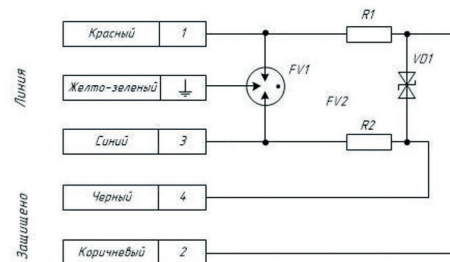 Красный 1
R1
Желто-зеленый
FV1
VD1
FV2
Линия
Синий 3
R2
Черный 4
Защищено
Коричневый 2